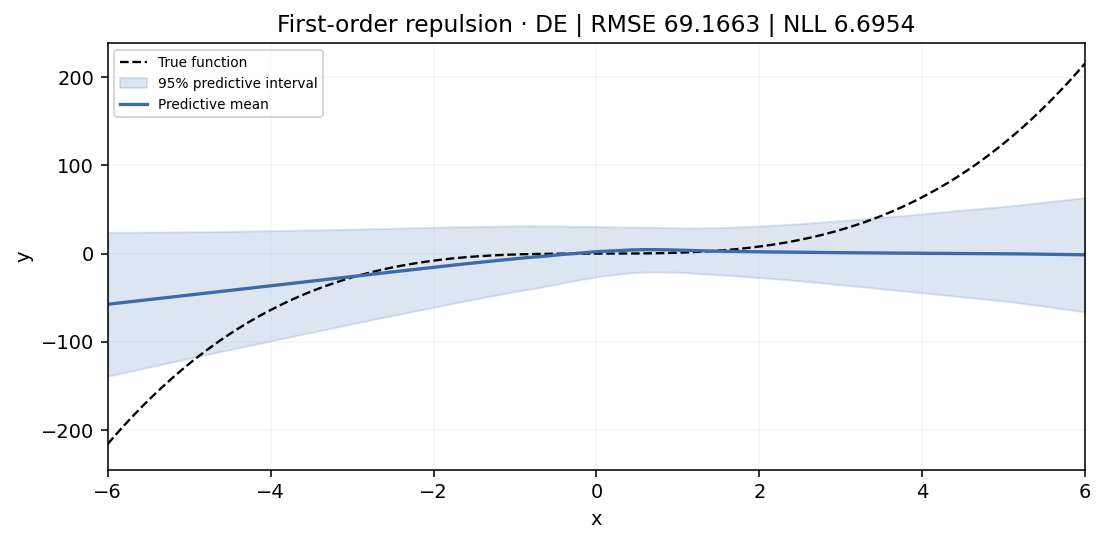 First-order repulsion · DE | RMSE 69.1663 | NLL 6.6954
True function
95% predictive interval
Predictive mean
200
100
0
−100
−200
y
−6 −4 −2 0 2 4 6
x